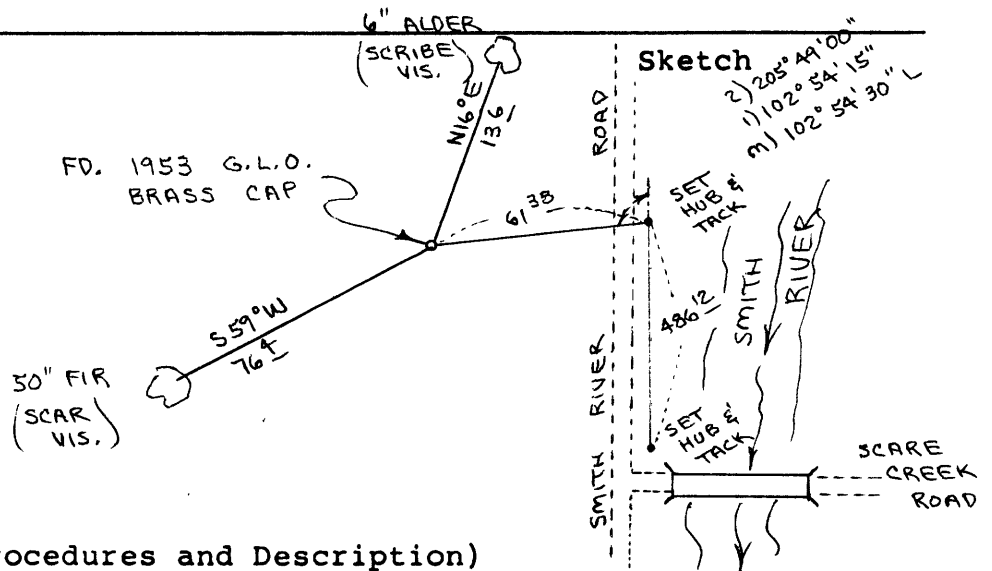 6" ALDER
(SCRIBE
VIS.)
Sketch
2) 205° 49' 00"
1) 102° 54' 15"
m) 102° 54' 30" L
FD. 1953 G.L.O.
BRASS CAP
N16°E
136
ROAD
SET
HUB &
TACK
61 38
SMITH RIVER
S59°W
76 4
486 12
50" FIR
(SCAR
VIS.)
SMITH RIVER
SET
HUB &
TACK
SCARE
CREEK
ROAD
rocedures and Description)